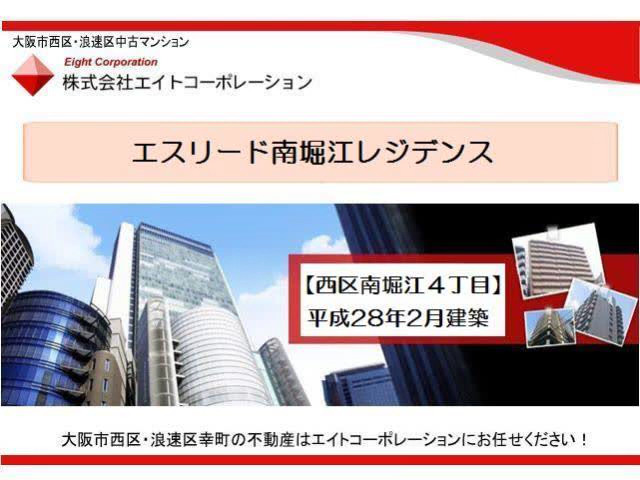 大阪市西区・浪速区中古マンション
Eight Corporation
株式会社エイトコーポレーション
エスリード南堀江レジデンス
【西区南堀江４丁目】
平成28年2月建築
大阪市西区・浪速区幸町の不動産はエイトコーポレーションにお任せください！